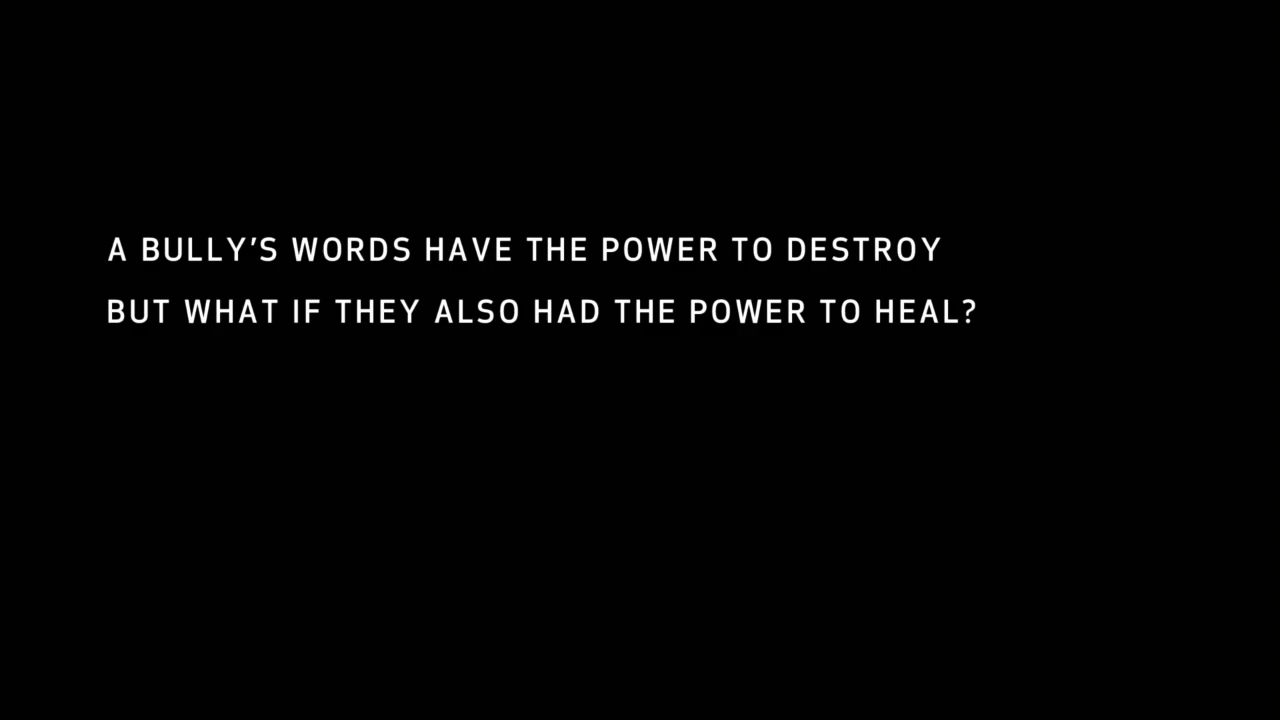 A BULLY’S WORDS HAVE THE POWER TO DESTROY
BUT WHAT IF THEY ALSO HAD THE POWER TO HEAL?